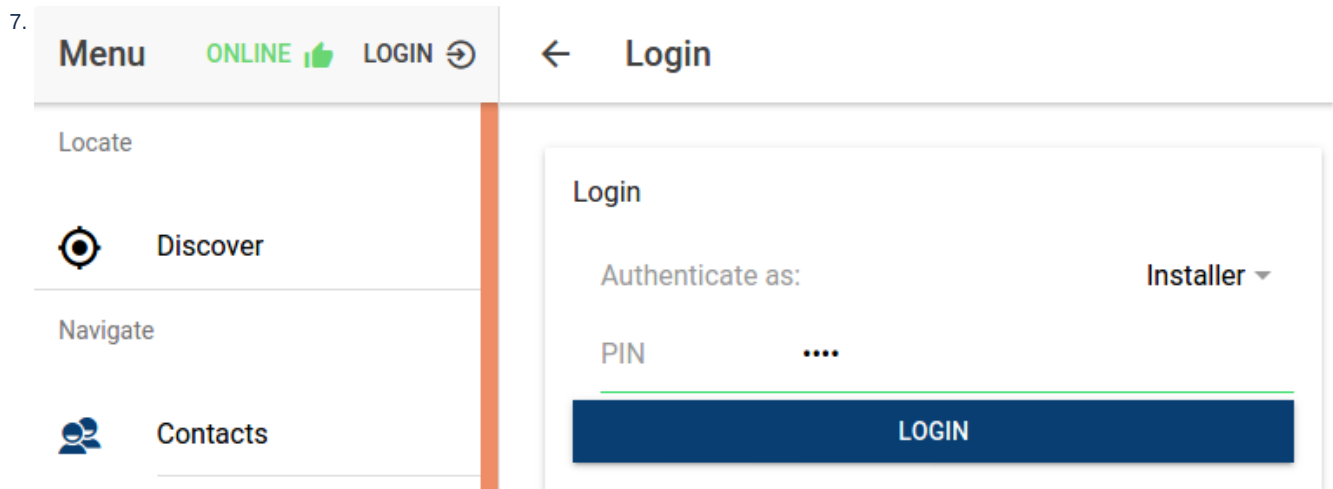 7.
Menu ONLINE LOGIN
Locate
Discover
Navigate
Contacts
Login
Login
Authenticate as: Installer
PIN ••••
LOGIN